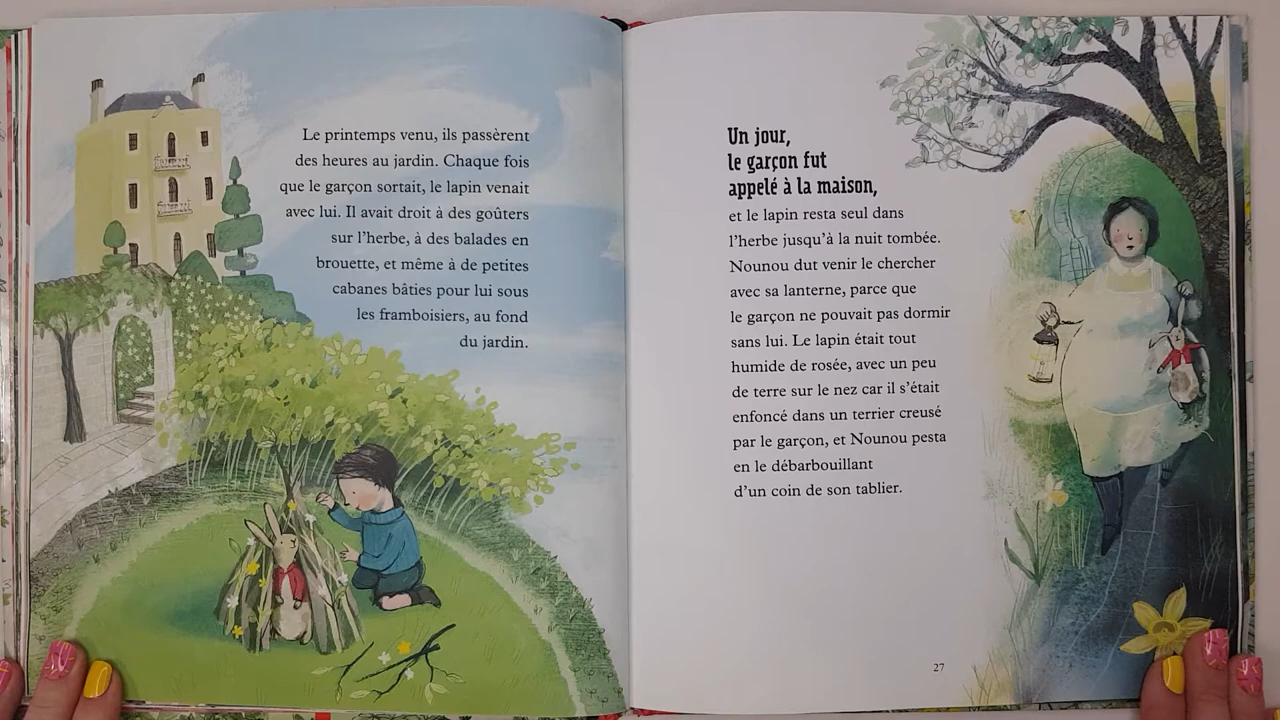 Le printemps venu, ils passèrent
des heures au jardin. Chaque fois
que le garçon sortait, le lapin venait
avec lui. Il avait droit à des goûters
sur l'herbe, à des balades en
brouette, et même à de petites
cabanes bâties pour lui sous
les framboisiers, au fond
du jardin.
Un jour,
le garçon fut
appelé à la maison,
et le lapin resta seul dans
l'herbe jusqu'à la nuit tombée.
Nounou dut venir le chercher
avec sa lanterne, parce que
le garçon ne pouvait pas dormir
sans lui. Le lapin était tout
humide de rosée, avec un peu
de terre sur le nez car il s'était
enfoncé dans un terrier creusé
par le garçon, et Nounou pesta
en le débarbouillant
d'un coin de son tablier.
27